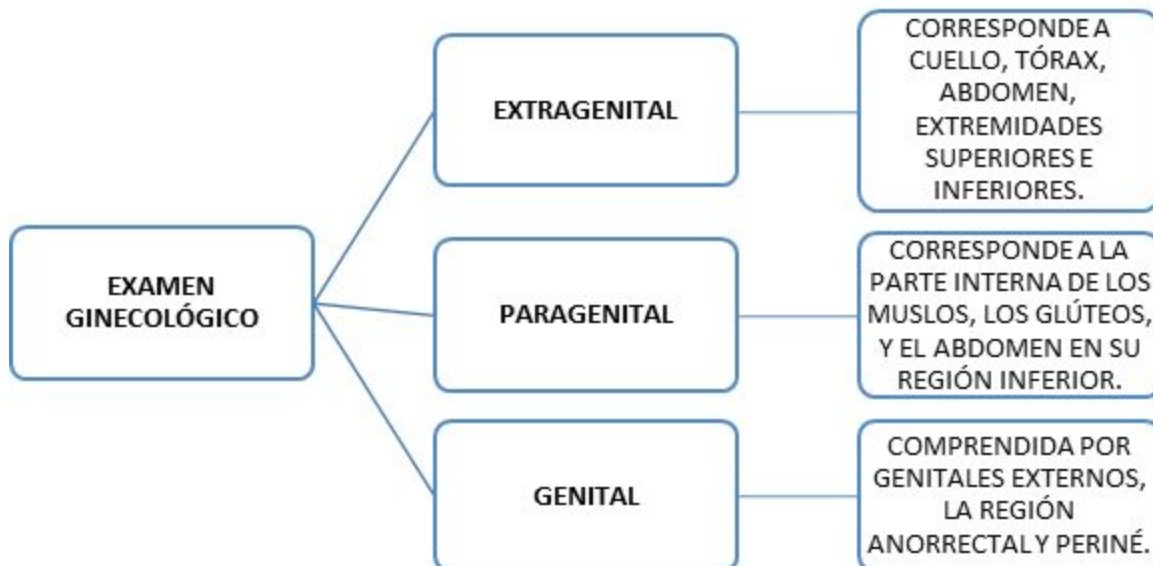 EXAMEN
GINECOLÓGICO
EXTRAGENITAL
CORRESPONDE A
CUELLO, TÓRAX,
ABDOMEN,
EXTREMIDADES
SUPERIORES E
INFERIORES.
PARAGENITAL
CORRESPONDE A LA
PARTE INTERNA DE LOS
MUSLOS, LOS GLÚTEOS,
Y EL ABDOMEN EN SU
REGIÓN INFERIOR.
GENITAL
COMPRENDIDA POR
GENITALES EXTERNOS,
LA REGIÓN
ANORRECTAL Y PERINÉ.